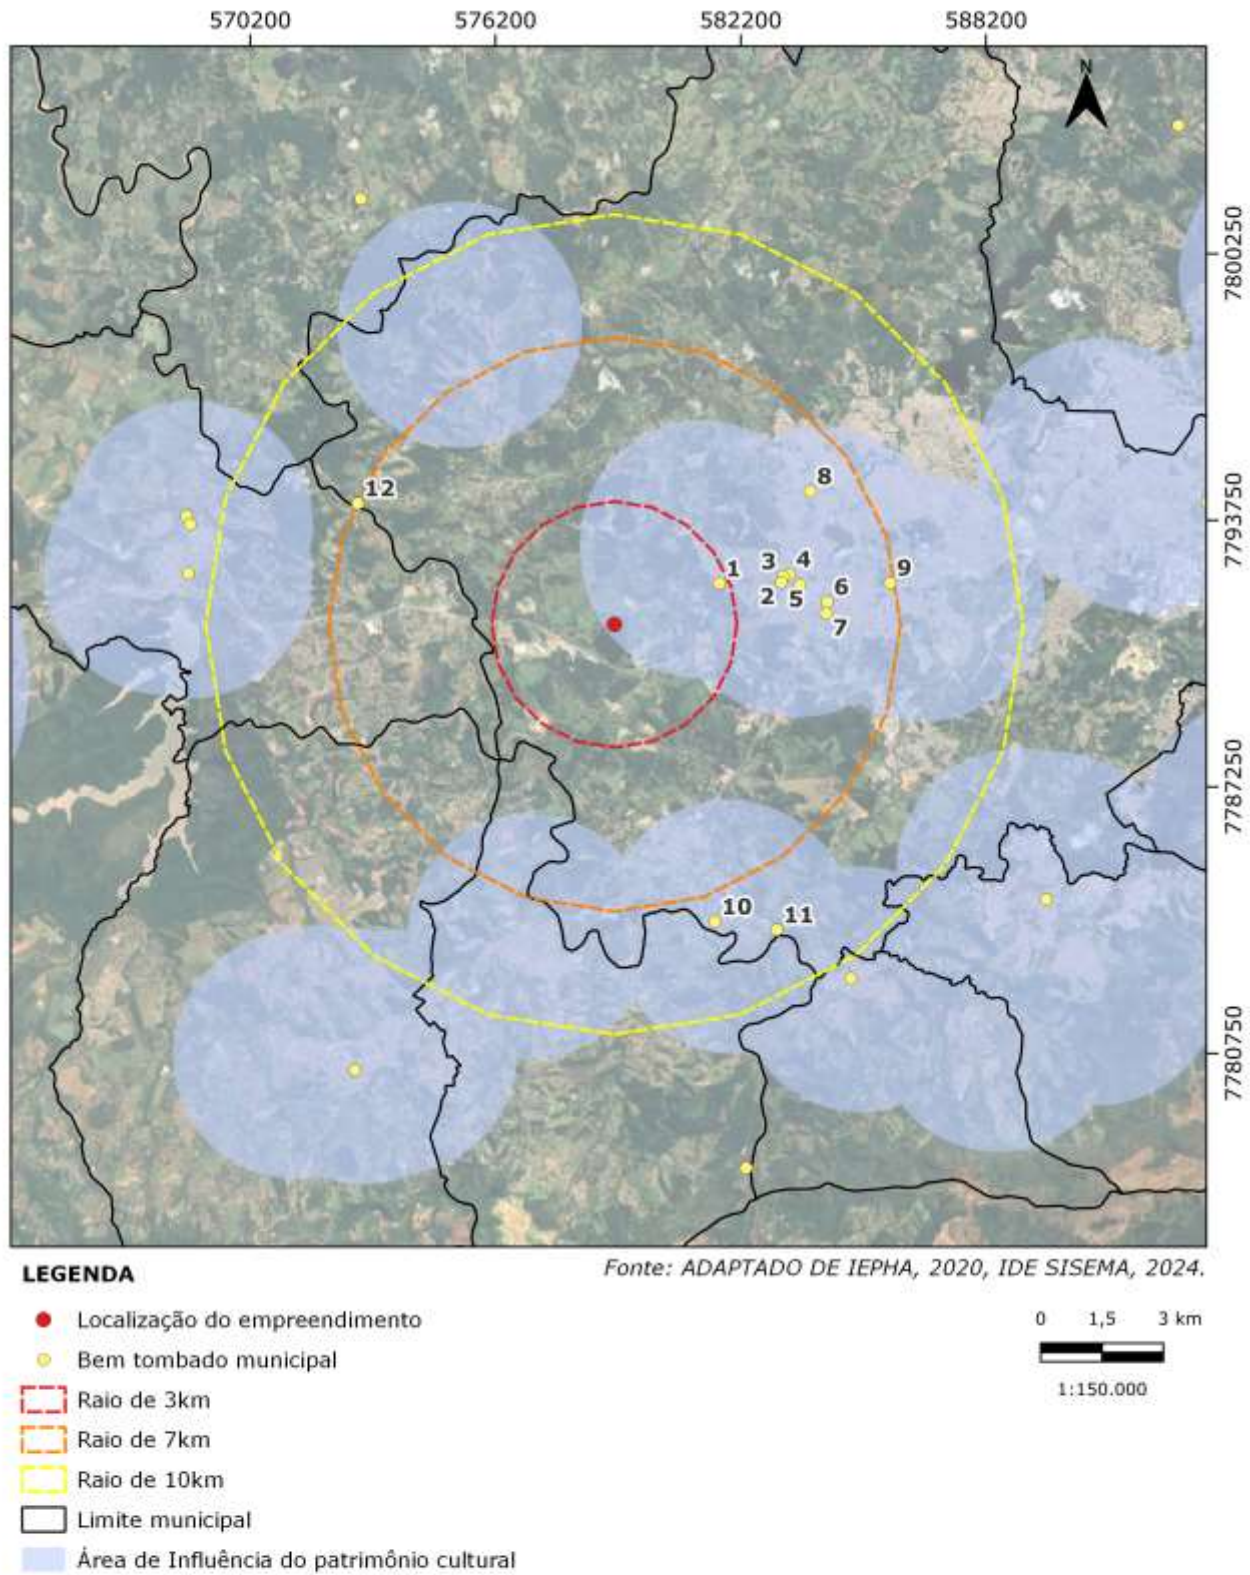 570200 576200 582200 588200
N
7800250
8
12
7793750
3 4
1 9
2 5 6
7
7787250
10
11
7780750
LEGENDA
Fonte: ADAPTADO DE IEPHA, 2020, IDE SISEMA, 2024.
Localização do empreendimento
0 1,5 3 km
Bem tombado municipal
1:150.000
Raio de 3km
Raio de 7km
Raio de 10km
Limite municipal
Área de Influência do patrimônio cultural